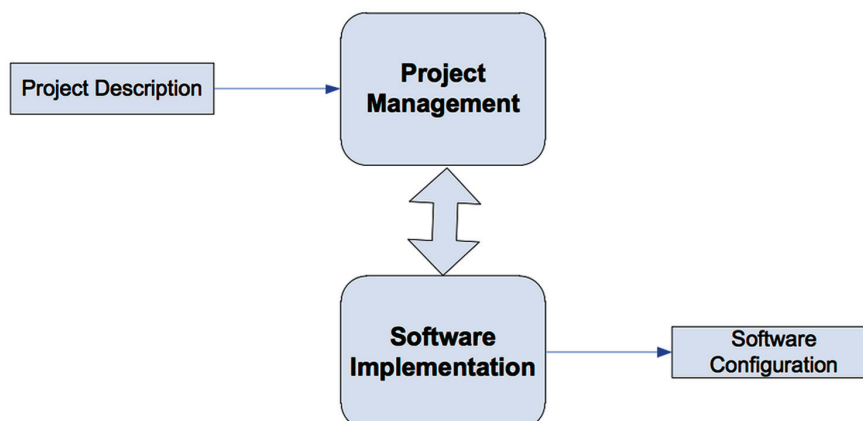 Project
Management
Project Description
Software
Implementation
Software
Configuration